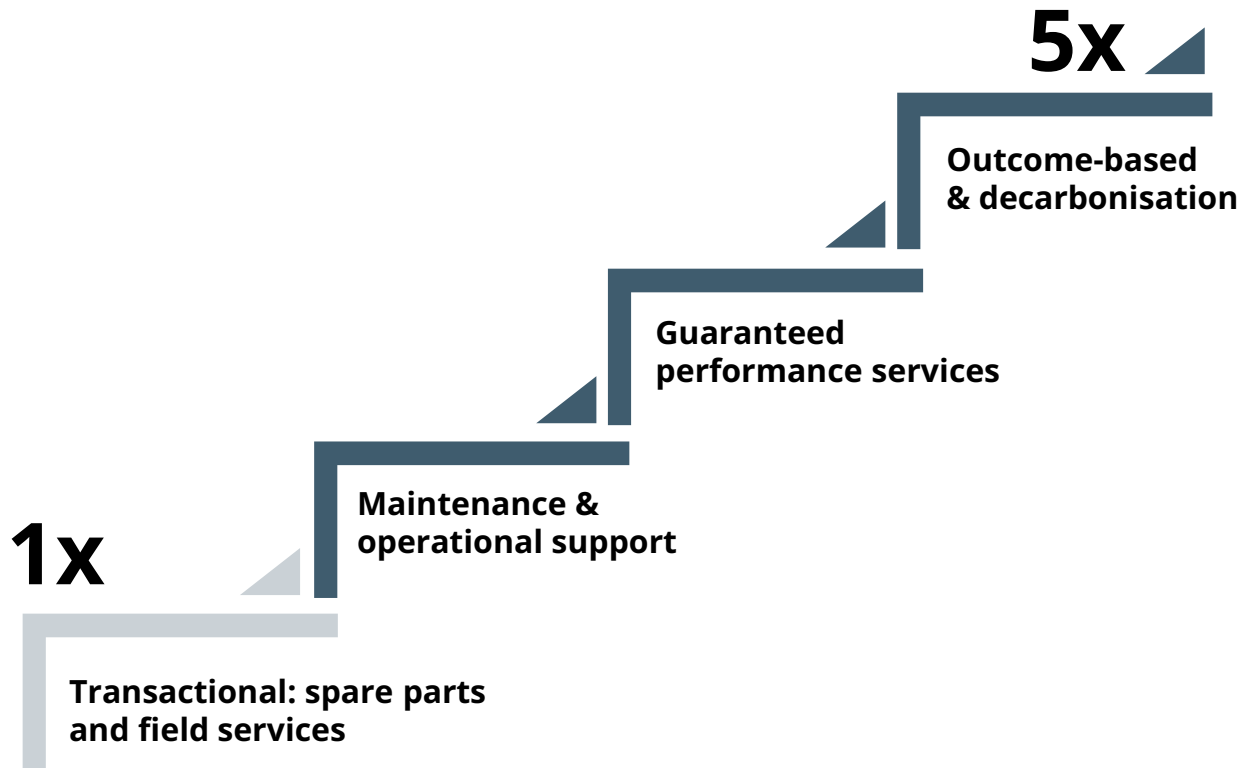 5x
Outcome-based
& decarbonisation
Guaranteed
performance services
Maintenance &
operational support
1x
Transactional: spare parts
and field services